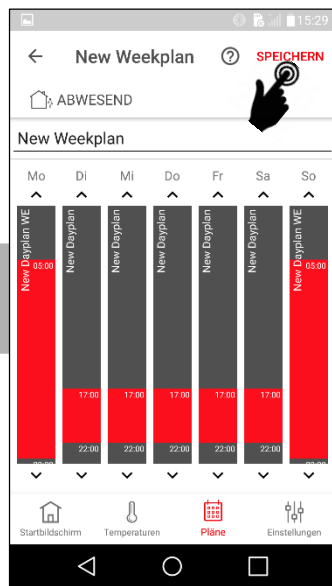 15:29
New Weekplan ? SPEICHERN
ABWESEND
New Weekplan
Mo Di Mi Do Fr Sa So
New Dayplan WE New Dayplan New Dayplan New Dayplan New Dayplan New Dayplan New Dayplan WE
05:00 05:00
17:00 17:00 17:00 17:00 17:00
22:00 22:00 22:00 22:00 22:00
Startbildschirm Temperaturen Pläne Einstellungen